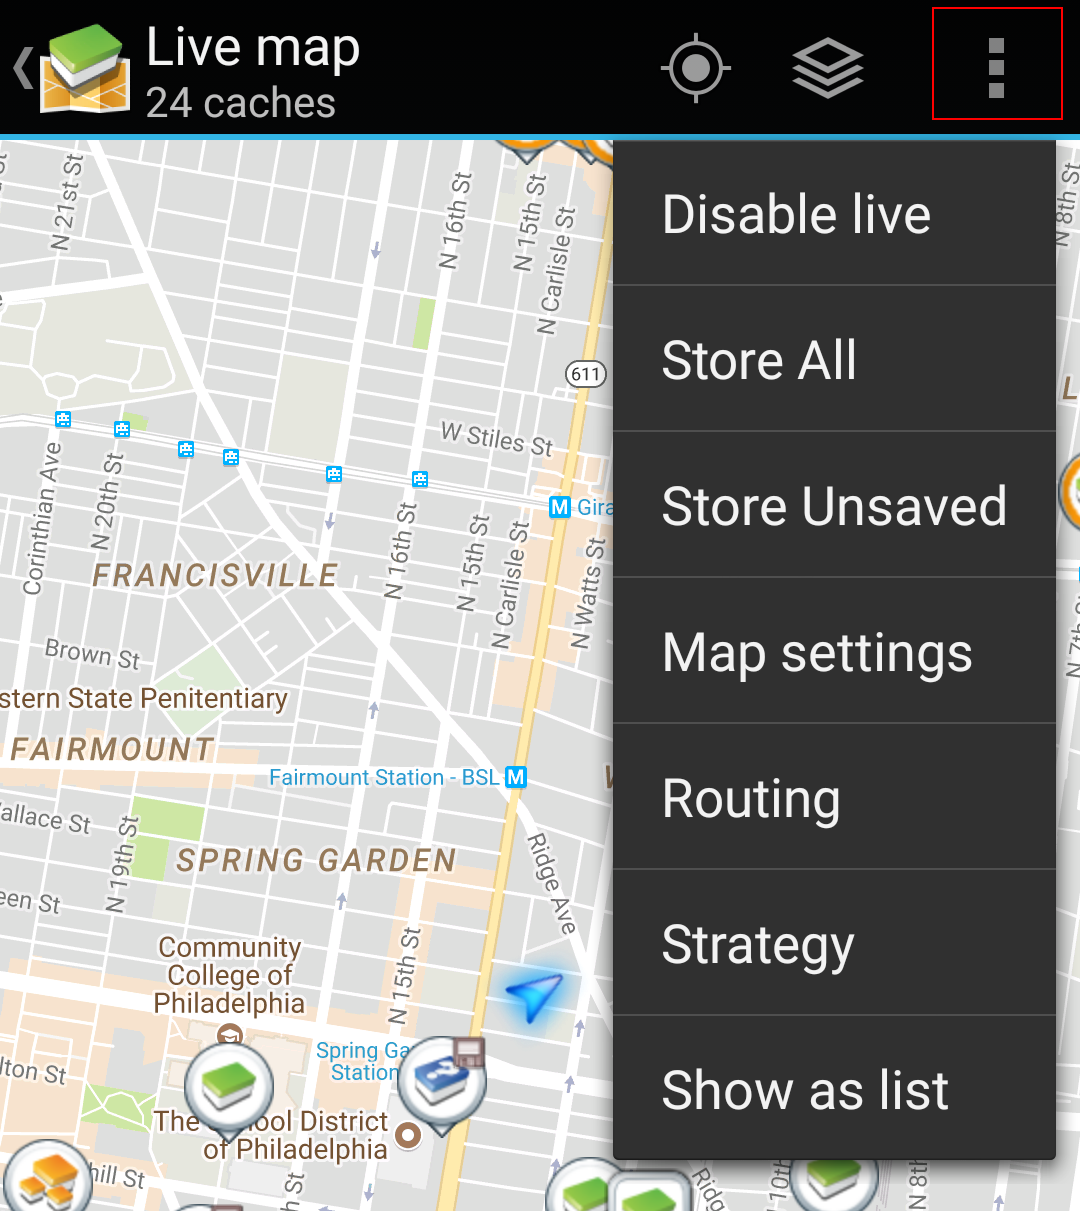 Live map
24 caches
Disable live
Store All
Store Unsaved
Map settings
Routing
Strategy
Show as list
N 21st St
N 16th St
N 15th St
N Carlisle St
N 8th St
611
W Stiles St
Corinthian Ave
N 20th St
M Gira
N 16th St
N 15th St
N Carlisle St
N Watts St
FRANCISVILLE
N 7th
Brown St
stern State Penitentiary
FAIRMOUNT
Fairmount Station - BSL M
allace St
N 19th St
SPRING GARDEN
Ridge Ave
een St
Community
College of
Philadelphia
N 15th St
Spring Ga
Station
lton St
The School District
of Philadelphia
hill St
h St
Ridg
10th
N 8th